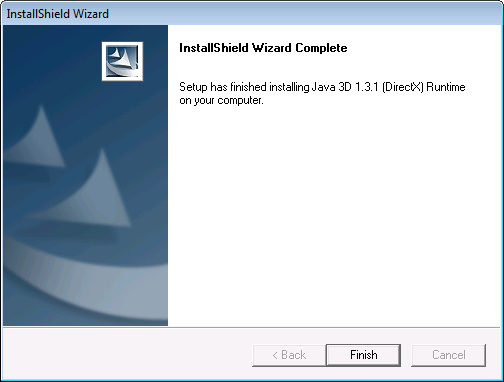 InstallShield Wizard
InstallShield Wizard Complete
Setup has finished installing Java 3D 1.3.1 (DirectX) Runtime
on your computer.
< Back
Finish
Cancel